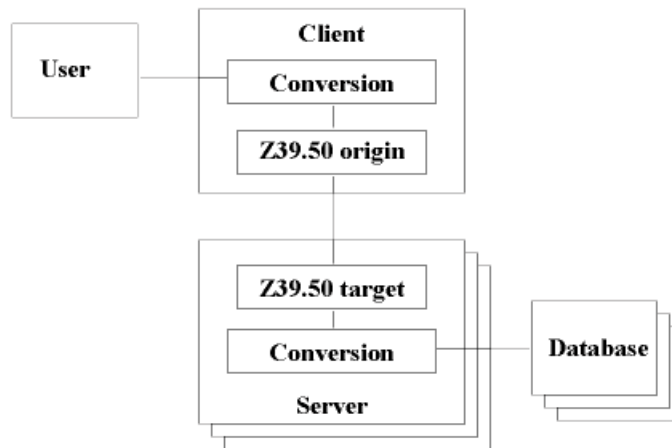 Client
User
Conversion
Z39.50 origin
Z39.50 target
Conversion
Database
Server